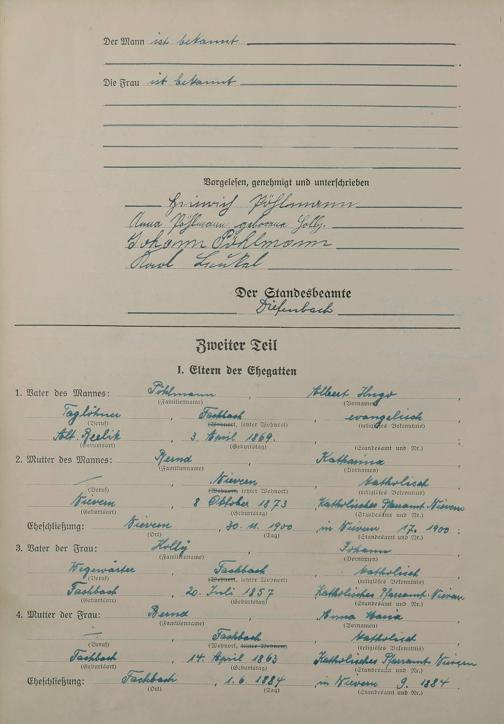 Der Mann ist bekannt
Die Frau ist bekannt
Vorgelesen, genehmigt und unterschrieben
Heinrich Pöhlmann
Anna Pöhlmann geborene Holly.
Johann Pöhlmann
Karl
Der Standesbeamte
Diefenbach
Zweiter Teil
I. Eltern der Ehegatten
1. Vater des Mannes: Pöhlmann, Albert Hugo,
(Familienname) (Vorname)
Taglöhner, Fachbach, evangelisch
(Beruf) (Wohnort, letzter Wohnort) (religiöses Bekenntnis)
Alt, 3. April 1869.
(Geburtsort) (Geburtstag) (Standesamt und Nr.)
2. Mutter des Mannes: Bernd, Katharina
(Familienname) (Vornamen)
—, Nievern, katholisch
(Beruf) (Wohnort, letzter Wohnort) (religiöses Bekenntnis)
Nievern, 8 Oktober 1873, Katholisches Pfarramt Nievern
(Geburtsort) (Geburtstag) (Standesamt und Nr.)
Eheschließung: Nievern, 30. 11. 1900, in Nievern 17. 1900.
(Ort) (Tag) (Standesamt und Nr.)
3. Vater der Frau: Holly, Johann
(Familienname) (Vornamen)
Wegewärter, Fachbach, katholisch
(Beruf) (Wohnort, letzter Wohnort) (religiöses Bekenntnis)
Fachbach, 20. Juli 1857, Katholisches Pfarramt Nievern
(Geburtsort) (Geburtstag) (Standesamt und Nr.)
4. Mutter der Frau: Bernd, Anna Maria
(Familienname) (Vornamen)
—, Fachbach, katholisch
(Beruf) (Wohnort, letzter Wohnort) (religiöses Bekenntnis)
Fachbach, 14. April 1863, Katholisches Pfarramt Nievern
(Geburtsort) (Geburtstag) (Standesamt und Nr.)
Eheschließung: Fachbach, 1. 6. 1884, in Nievern 9. 1884.
(Ort) (Tag) (Standesamt und Nr.)